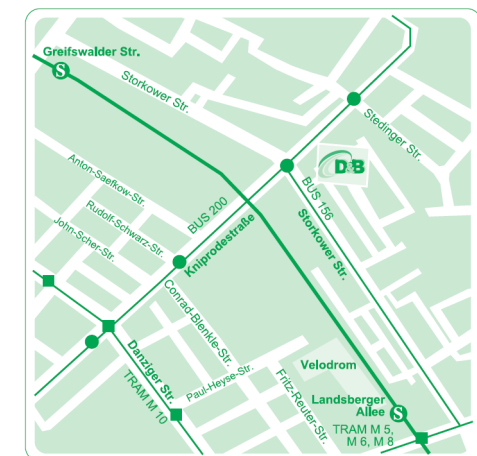 Greifswalder Str.
S
Storkower Str.
Stedinger Str.
Anton-Saefkow-Str.
Rudolf-Schwarz-Str.
John-Scher-Str.
BUS 200
Kniprodestraße
BUS 156
Storkower Str.
Conrad-Blenkle-Str.
Danziger Str.
TRAM M 10
Paul-Heyse-Str.
Fritz-Reuter-Str.
Velodrom
Landsberger
Allee
S
TRAM M 5,
M 6, M 8